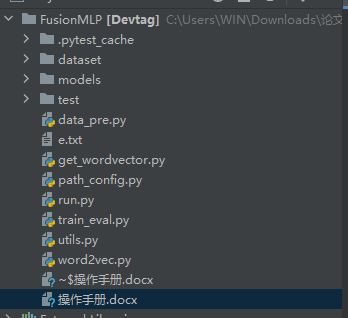 FusionMLP [Devtag] C:\Users\WIN\Downloads\论文
.pytest_cache
dataset
models
test
data_pre.py
e.txt
get_wordvector.py
path_config.py
run.py
train_eval.py
utils.py
word2vec.py
~$操作手册.docx
操作手册.docx